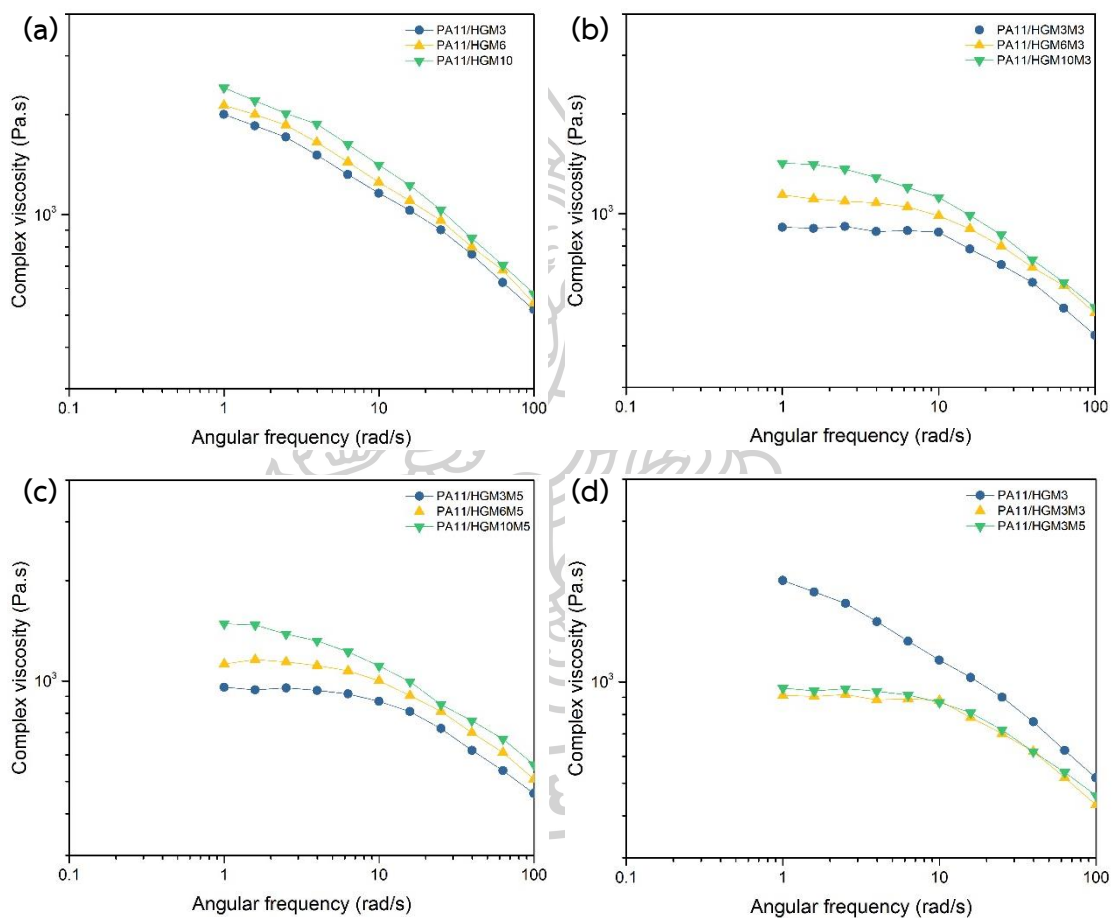 (a)
PA11/HGM3
PA11/HGM6
PA11/HGM10
Complex viscosity (Pa.s)
10³
0.1 1 10 100
Angular frequency (rad/s)
(b)
PA11/HGM3M3
PA11/HGM6M3
PA11/HGM10M3
Complex viscosity (Pa.s)
10³
0.1 1 10 100
Angular frequency (rad/s)
(c)
PA11/HGM3M5
PA11/HGM6M5
PA11/HGM10M5
Complex viscosity (Pa.s)
10³
0.1 1 10 100
Angular frequency (rad/s)
(d)
PA11/HGM3
PA11/HGM3M3
PA11/HGM3M5
Complex viscosity (Pa.s)
10³
0.1 1 10 100
Angular frequency (rad/s)